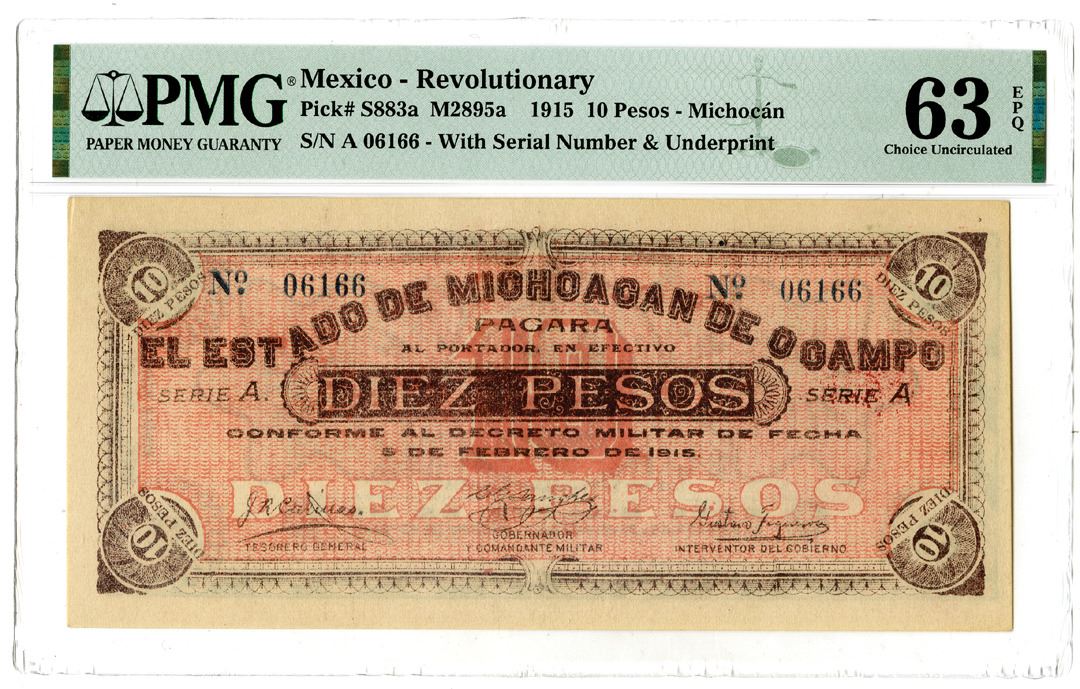 PMG® Mexico - Revolutionary
PAPER MONEY GUARANTY
Pick# S883a M2895a 1915 10 Pesos - Michocán
S/N A 06166 - With Serial Number & Underprint
63 EPQ
Choice Uncirculated
10 DIEZ PESOS
10 DIEZ PESOS
Nº 06166
Nº 06166
EL ESTADO DE MICHOACAN DE OCAMPO
PAGARA
AL PORTADOR, EN EFECTIVO
10
SERIE A. DIEZ PESOS SERIE A
CONFORME AL DECRETO MILITAR DE FECHA
5 DE FEBRERO DE 1915.
DIEZ PESOS
TESORERO GENERAL
GOBERNADOR
Y COMANDANTE MILITAR
INTERVENTOR DEL GOBIERNO
10 DIEZ PESOS
10 DIEZ PESOS